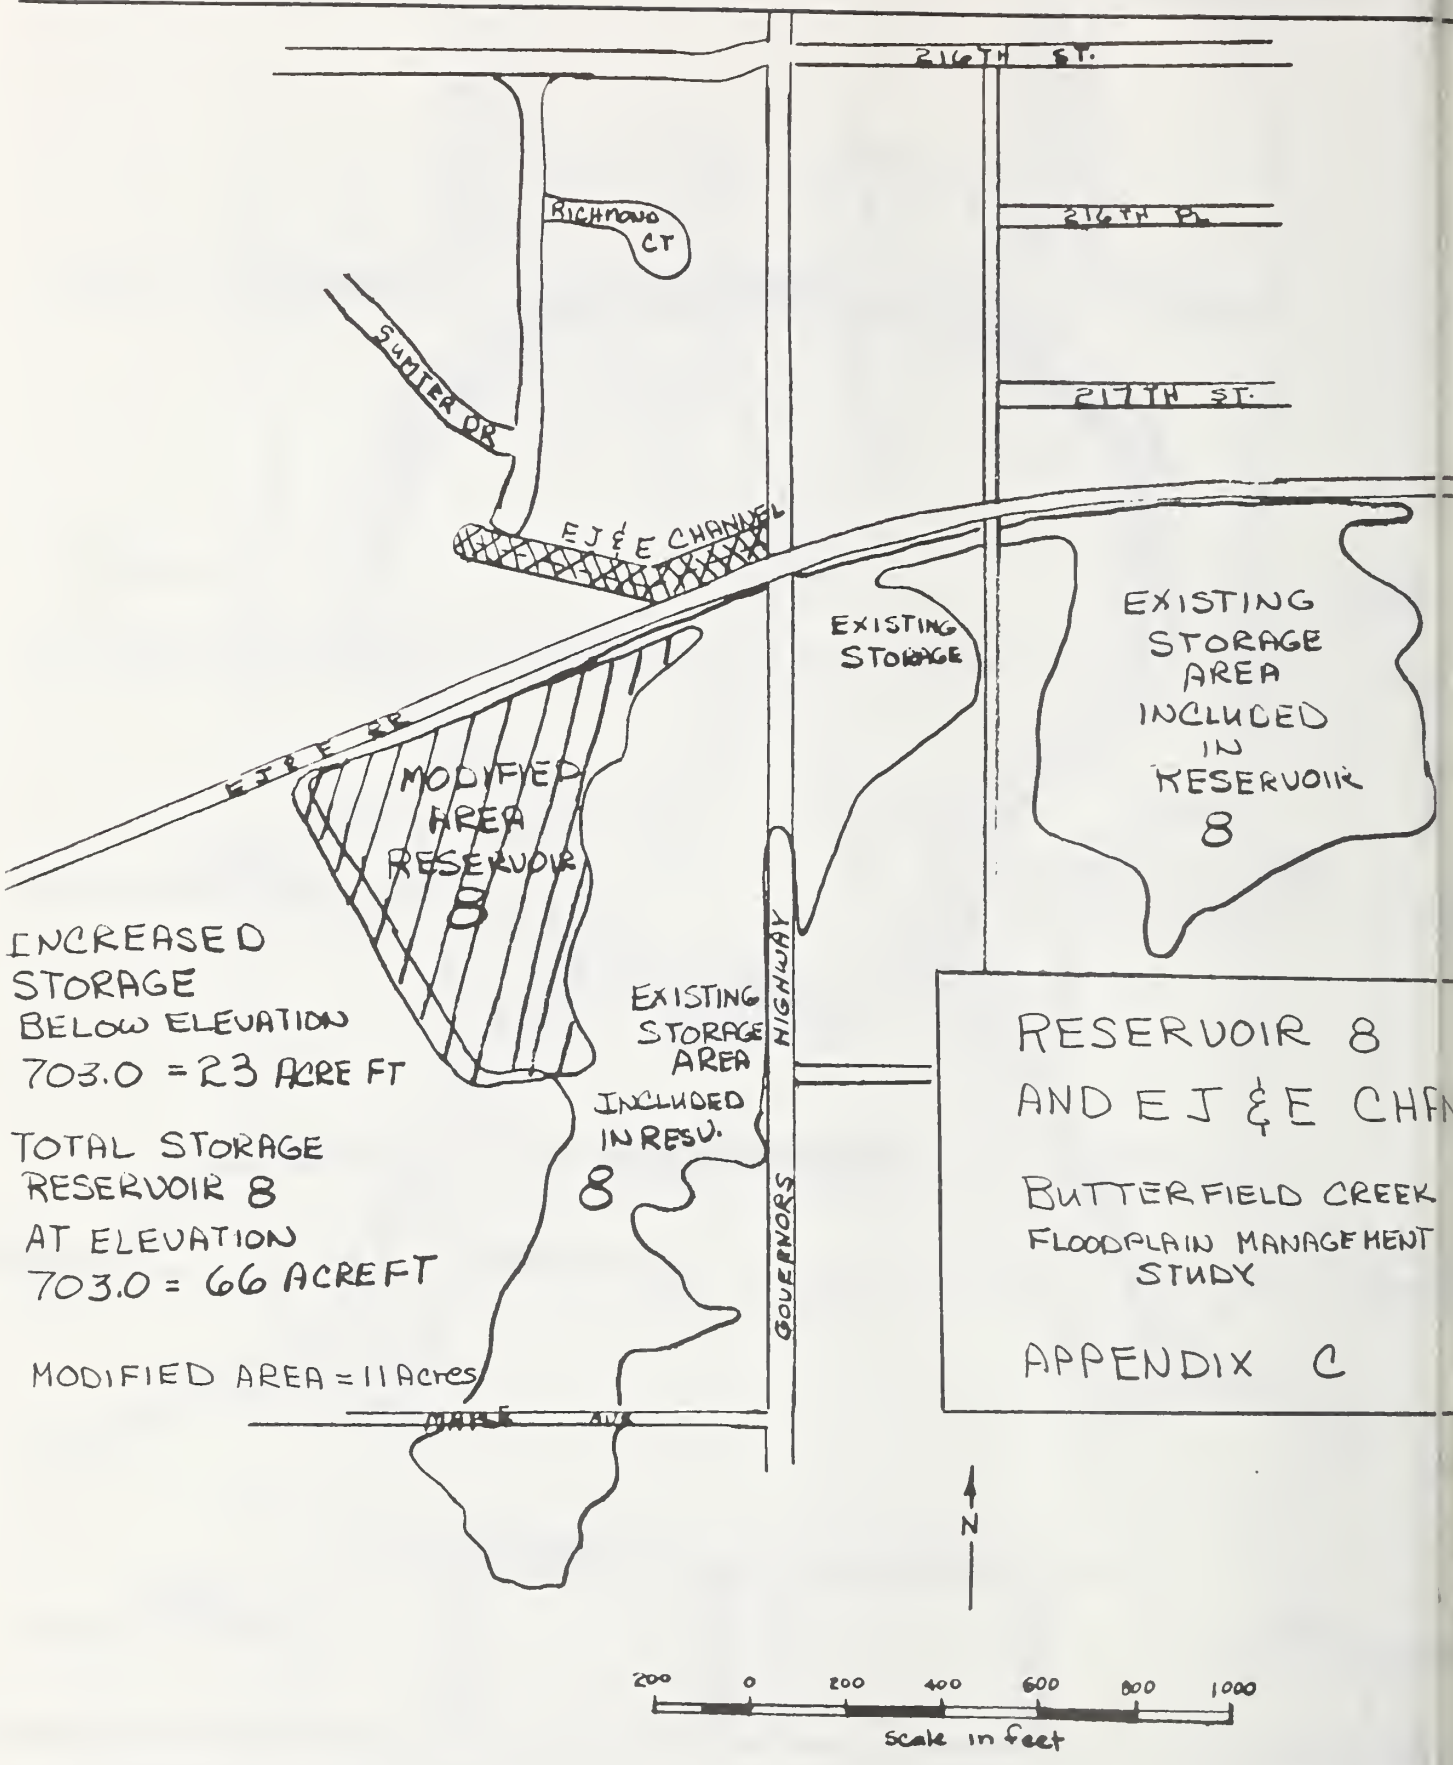 216TH ST.
RICHMOND
CT
216TH PL
SUMTER DR
217TH ST.
EJ & E CHANNEL
EXISTING
STORAGE
EXISTING
STORAGE
AREA
INCLUDED
IN
RESERVOIR
8
EJ & E RR
MODIFIED
AREA
RESERVOIR
8
INCREASED
STORAGE
BELOW ELEVATION
703.0 = 23 ACRE FT
TOTAL STORAGE
RESERVOIR 8
AT ELEVATION
703.0 = 66 ACRE FT
MODIFIED AREA = 11 Acres
EXISTING
STORAGE
AREA
INCLUDED
IN RESV.
8
GOVERNORS HIGHWAY
MAPLE AVE
RESERVOIR 8
AND EJ & E CHAN
BUTTERFIELD CREEK
FLOODPLAIN MANAGEMENT
STUDY
APPENDIX C
N
200 0 200 400 600 800 1000
scale in feet